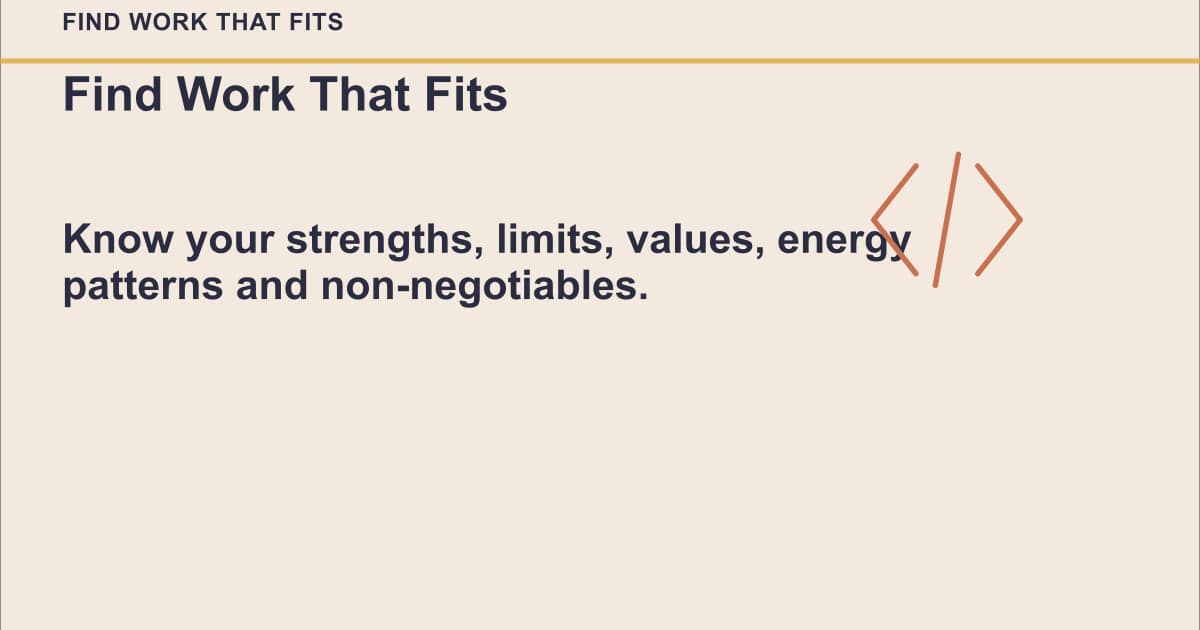 FIND WORK THAT FITS
Find Work That Fits
Know your strengths, limits, values, energy
patterns and non-negotiables.